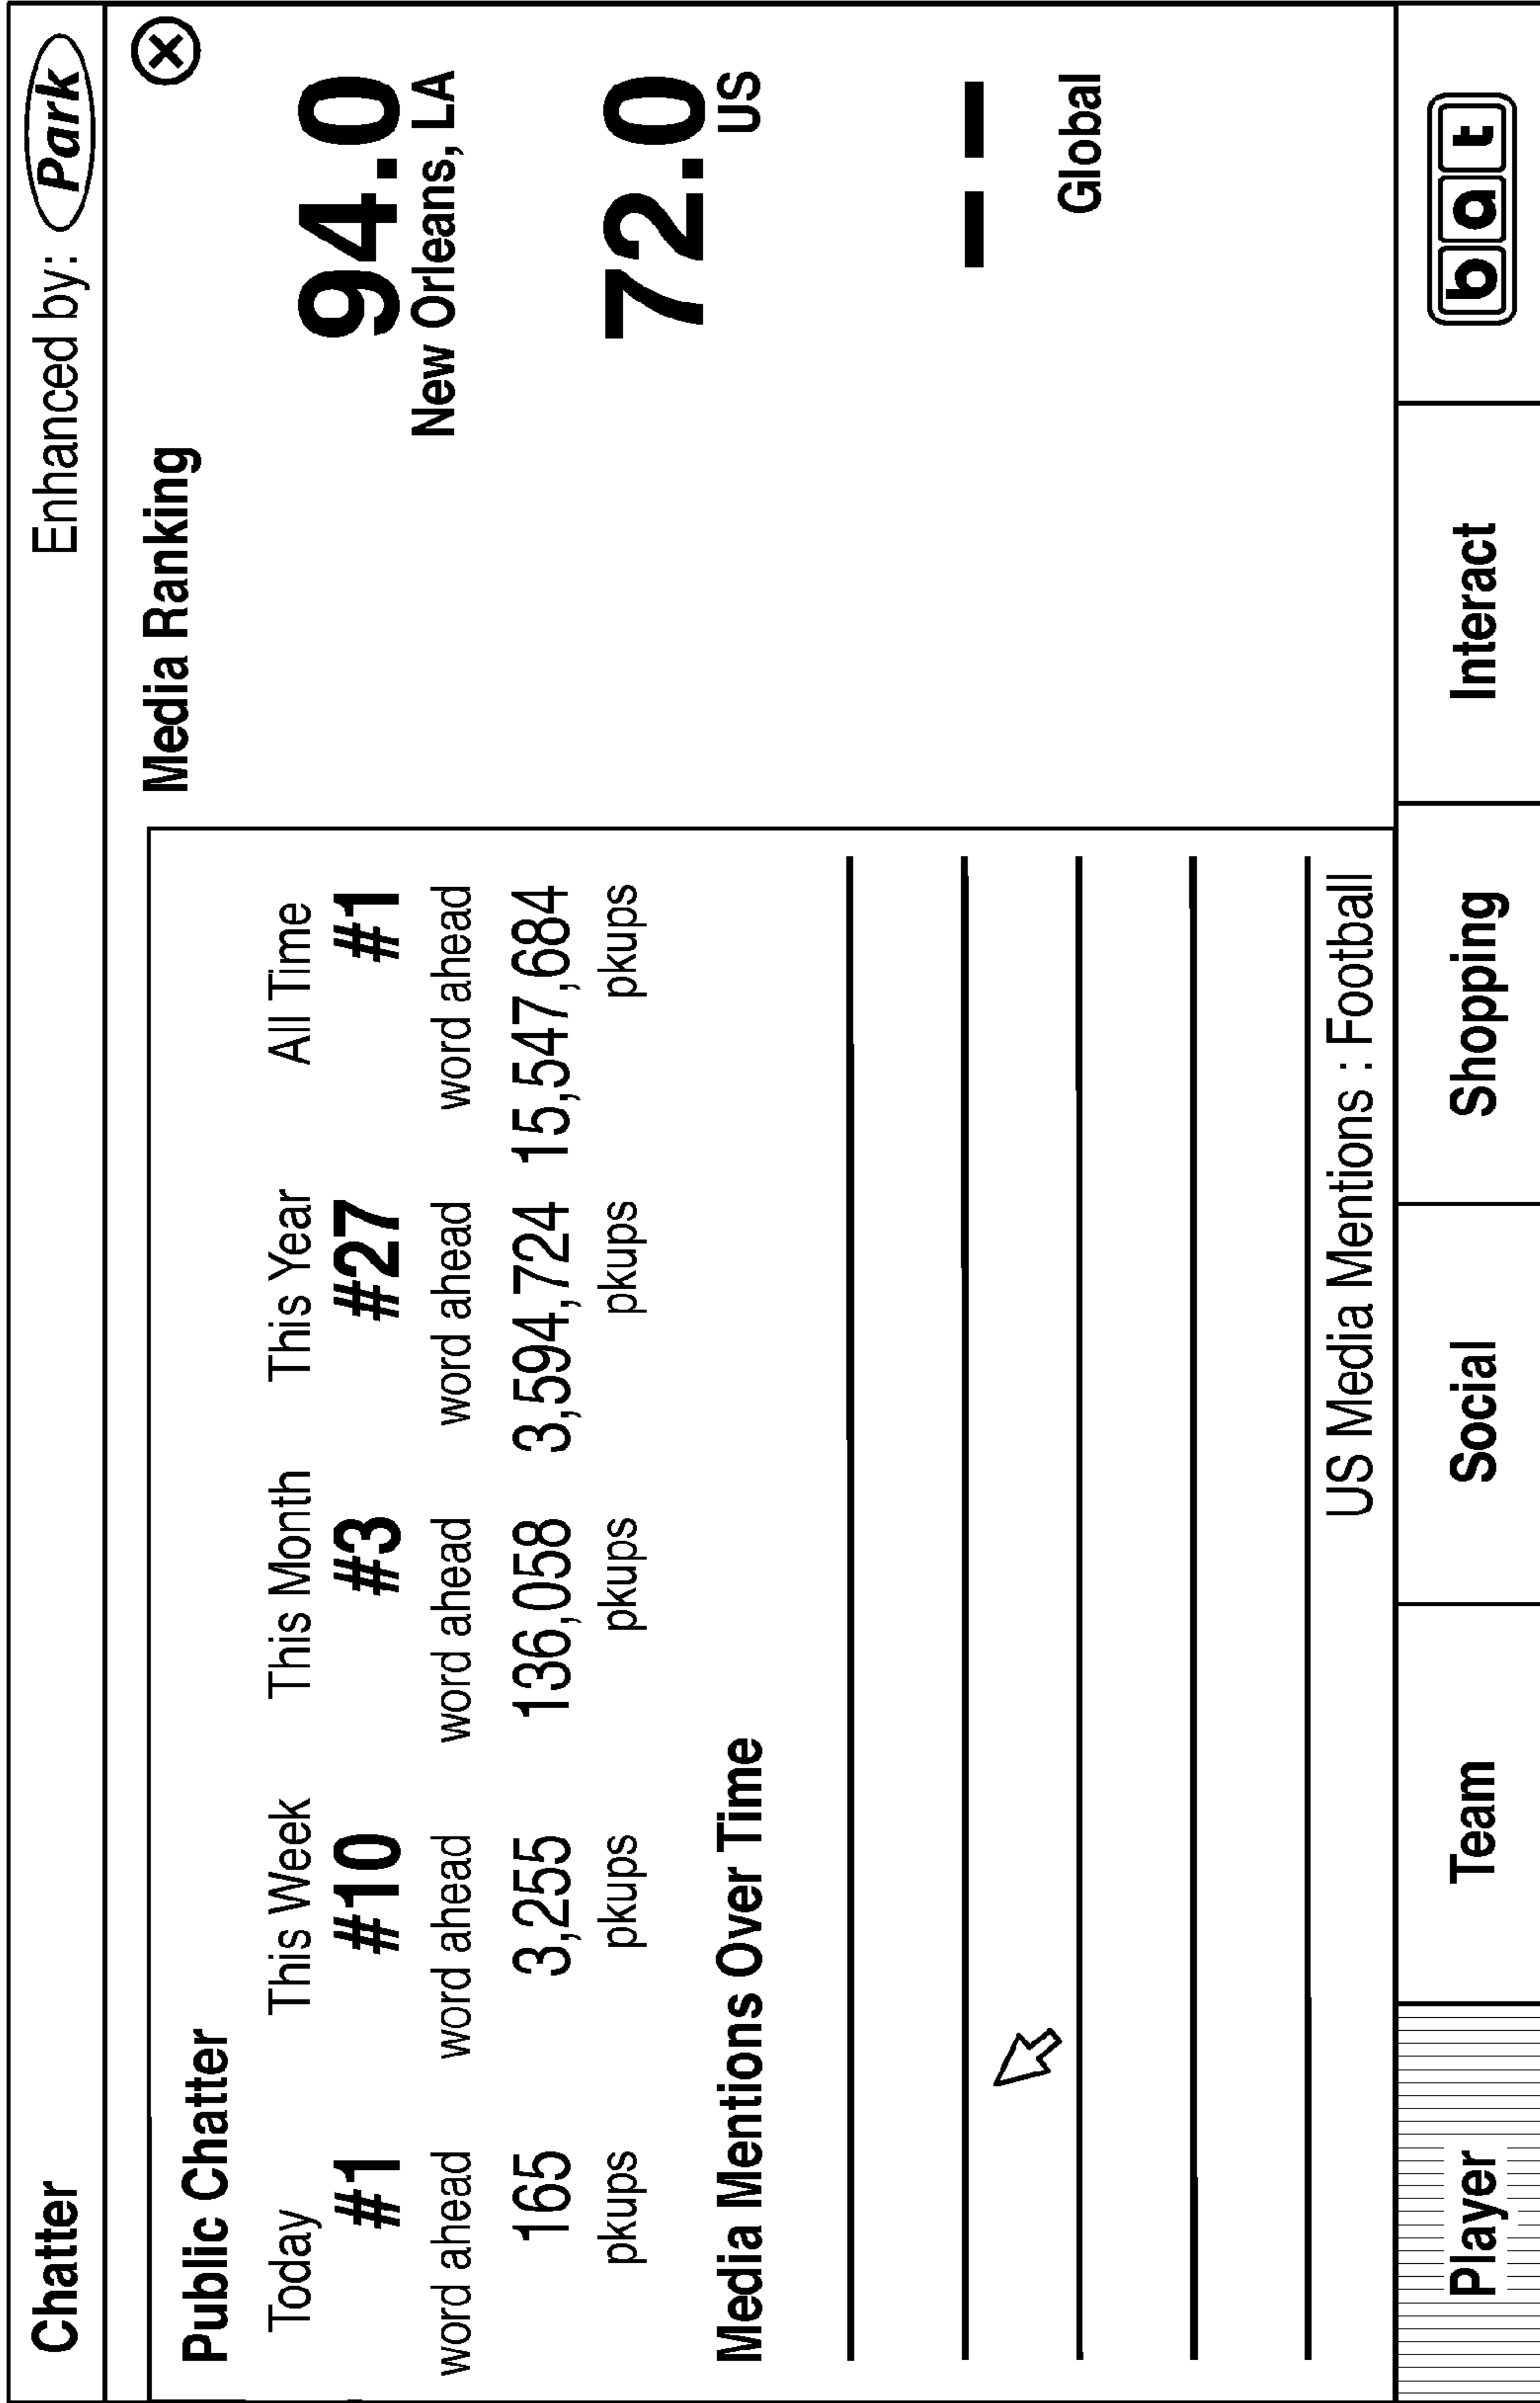 Chatter Enhanced by: Park
Public Chatter
Today This Week This Month This Year All Time
#1 #10 #3 #27 #1
word ahead word ahead word ahead word ahead word ahead
165 3,255 136,058 3,594,724 15,547,684
pkups pkups pkups pkups pkups
Media Mentions Over Time
US Media Mentions : Football
Media Ranking
94.0
New Orleans, LA
72.0
US
– –
Global
Player Team Social Shopping Interact bat